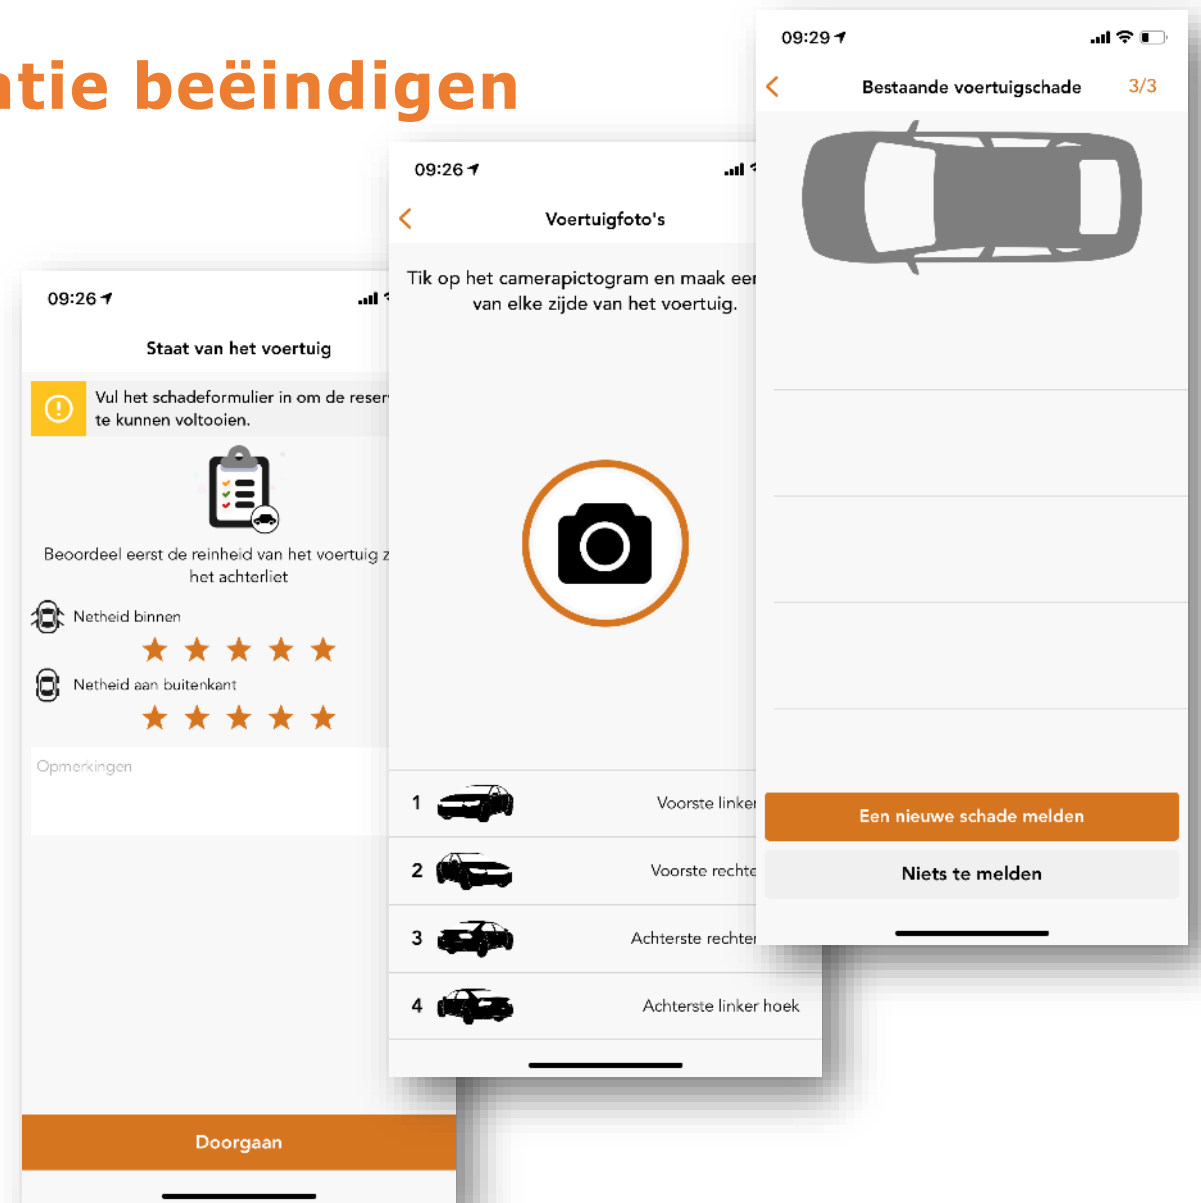 tie beëindigen
09:26
Staat van het voertuig
Vul het schadeformulier in om de reser
te kunnen voltooien.
Beoordeel eerst de reinheid van het voertuig z
het achterliet
Netheid binnen
Netheid aan buitenkant
Opmerkingen
Doorgaan
09:26
Voertuigfoto's
Tik op het camerapictogram en maak een
van elke zijde van het voertuig.
1 Voorste linker
2 Voorste rechte
3 Achterste rechter
4 Achterste linker hoek
09:29
Bestaande voertuigschade 3/3
Een nieuwe schade melden
Niets te melden